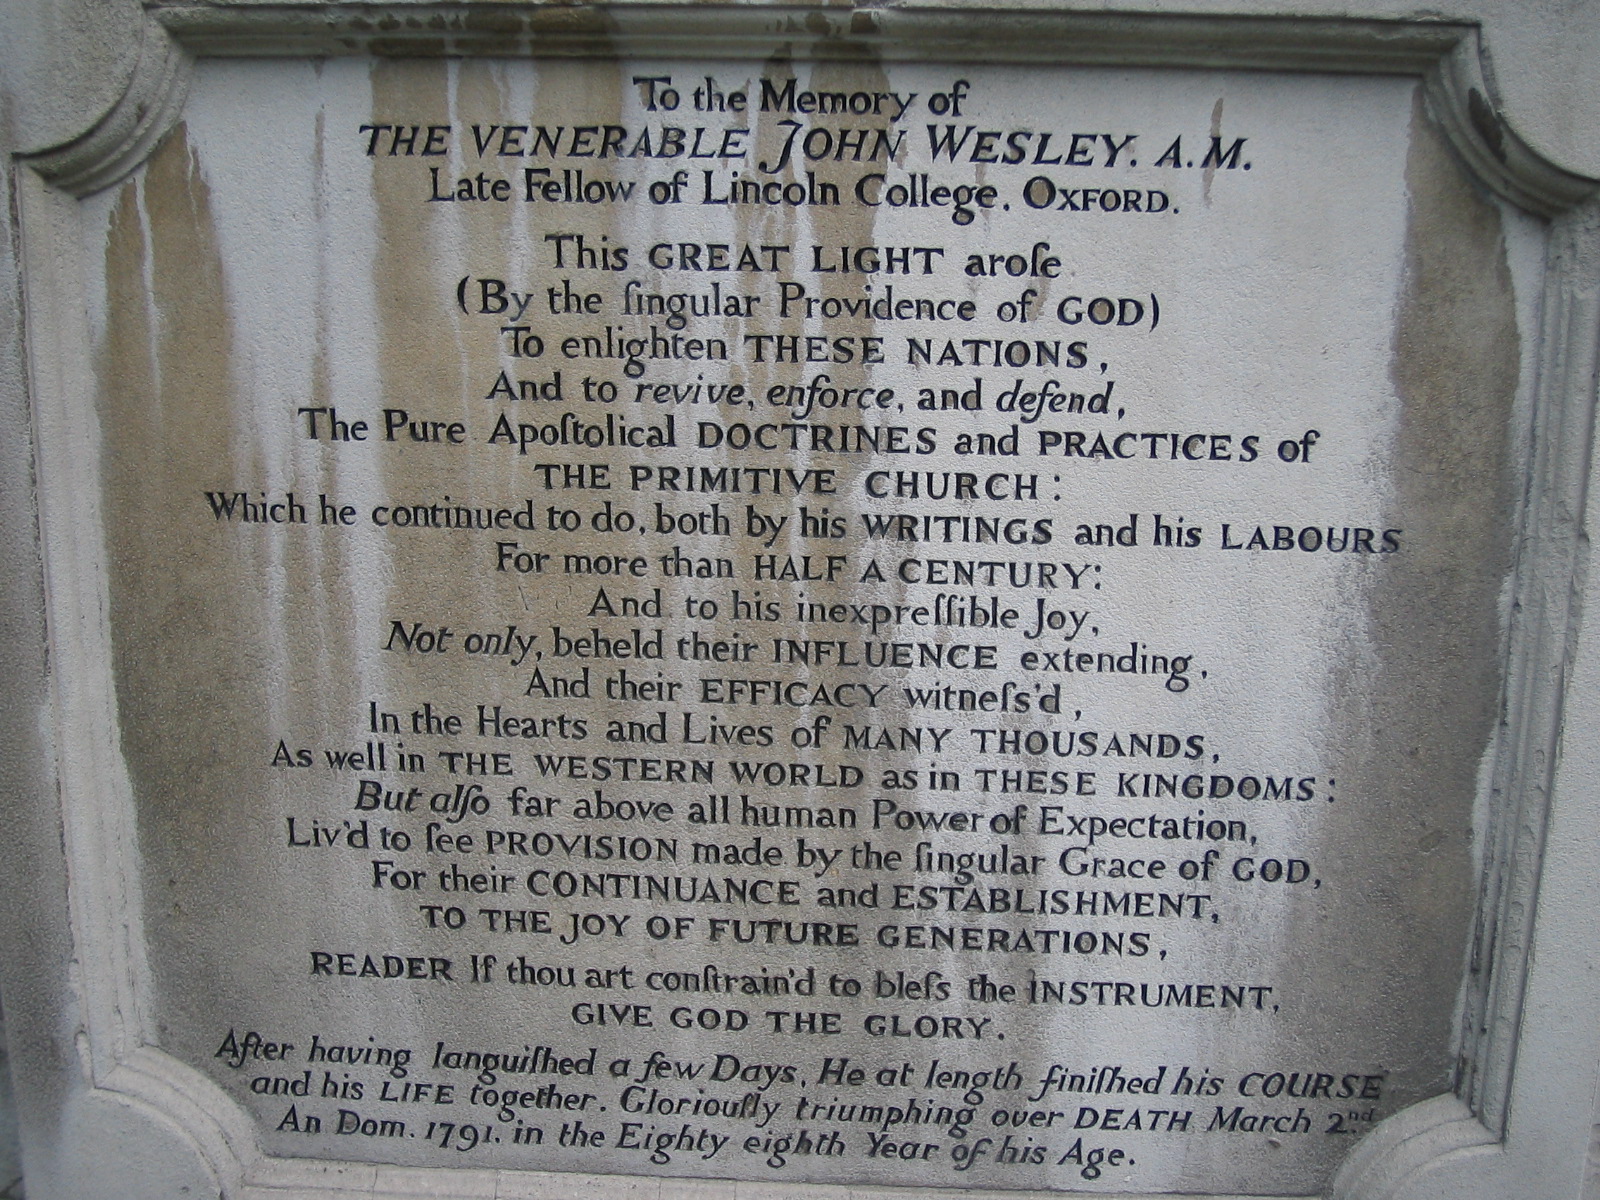 To the Memory of
THE VENERABLE JOHN WESLEY. A.M.
Late Fellow of Lincoln College. OXFORD.
This GREAT LIGHT aroſe
(By the ſingular Providence of GOD)
To enlighten THESE NATIONS,
And to revive, enforce, and defend,
The Pure Apoſtolical DOCTRINES and PRACTICES of
THE PRIMITIVE CHURCH:
Which he continued to do, both by his WRITINGS and his LABOURS
For more than HALF A CENTURY:
And to his inexpreſſible Joy,
Not only, beheld their INFLUENCE extending,
And their EFFICACY witneſs'd,
In the Hearts and Lives of MANY THOUSANDS,
As well in THE WESTERN WORLD as in THESE KINGDOMS:
But alſo far above all human Power of Expectation,
Liv'd to ſee PROVISION made by the ſingular Grace of GOD,
For their CONTINUANCE and ESTABLISHMENT,
TO THE JOY OF FUTURE GENERATIONS,
READER If thou art conſtrain'd to bleſs the INSTRUMENT,
GIVE GOD THE GLORY.
After having languiſhed a few Days, He at length finiſhed his COURSE
and his LIFE together. Gloriouſly triumphing over DEATH March 2nd.
An Dom. 1791. in the Eighty eighth Year of his Age.